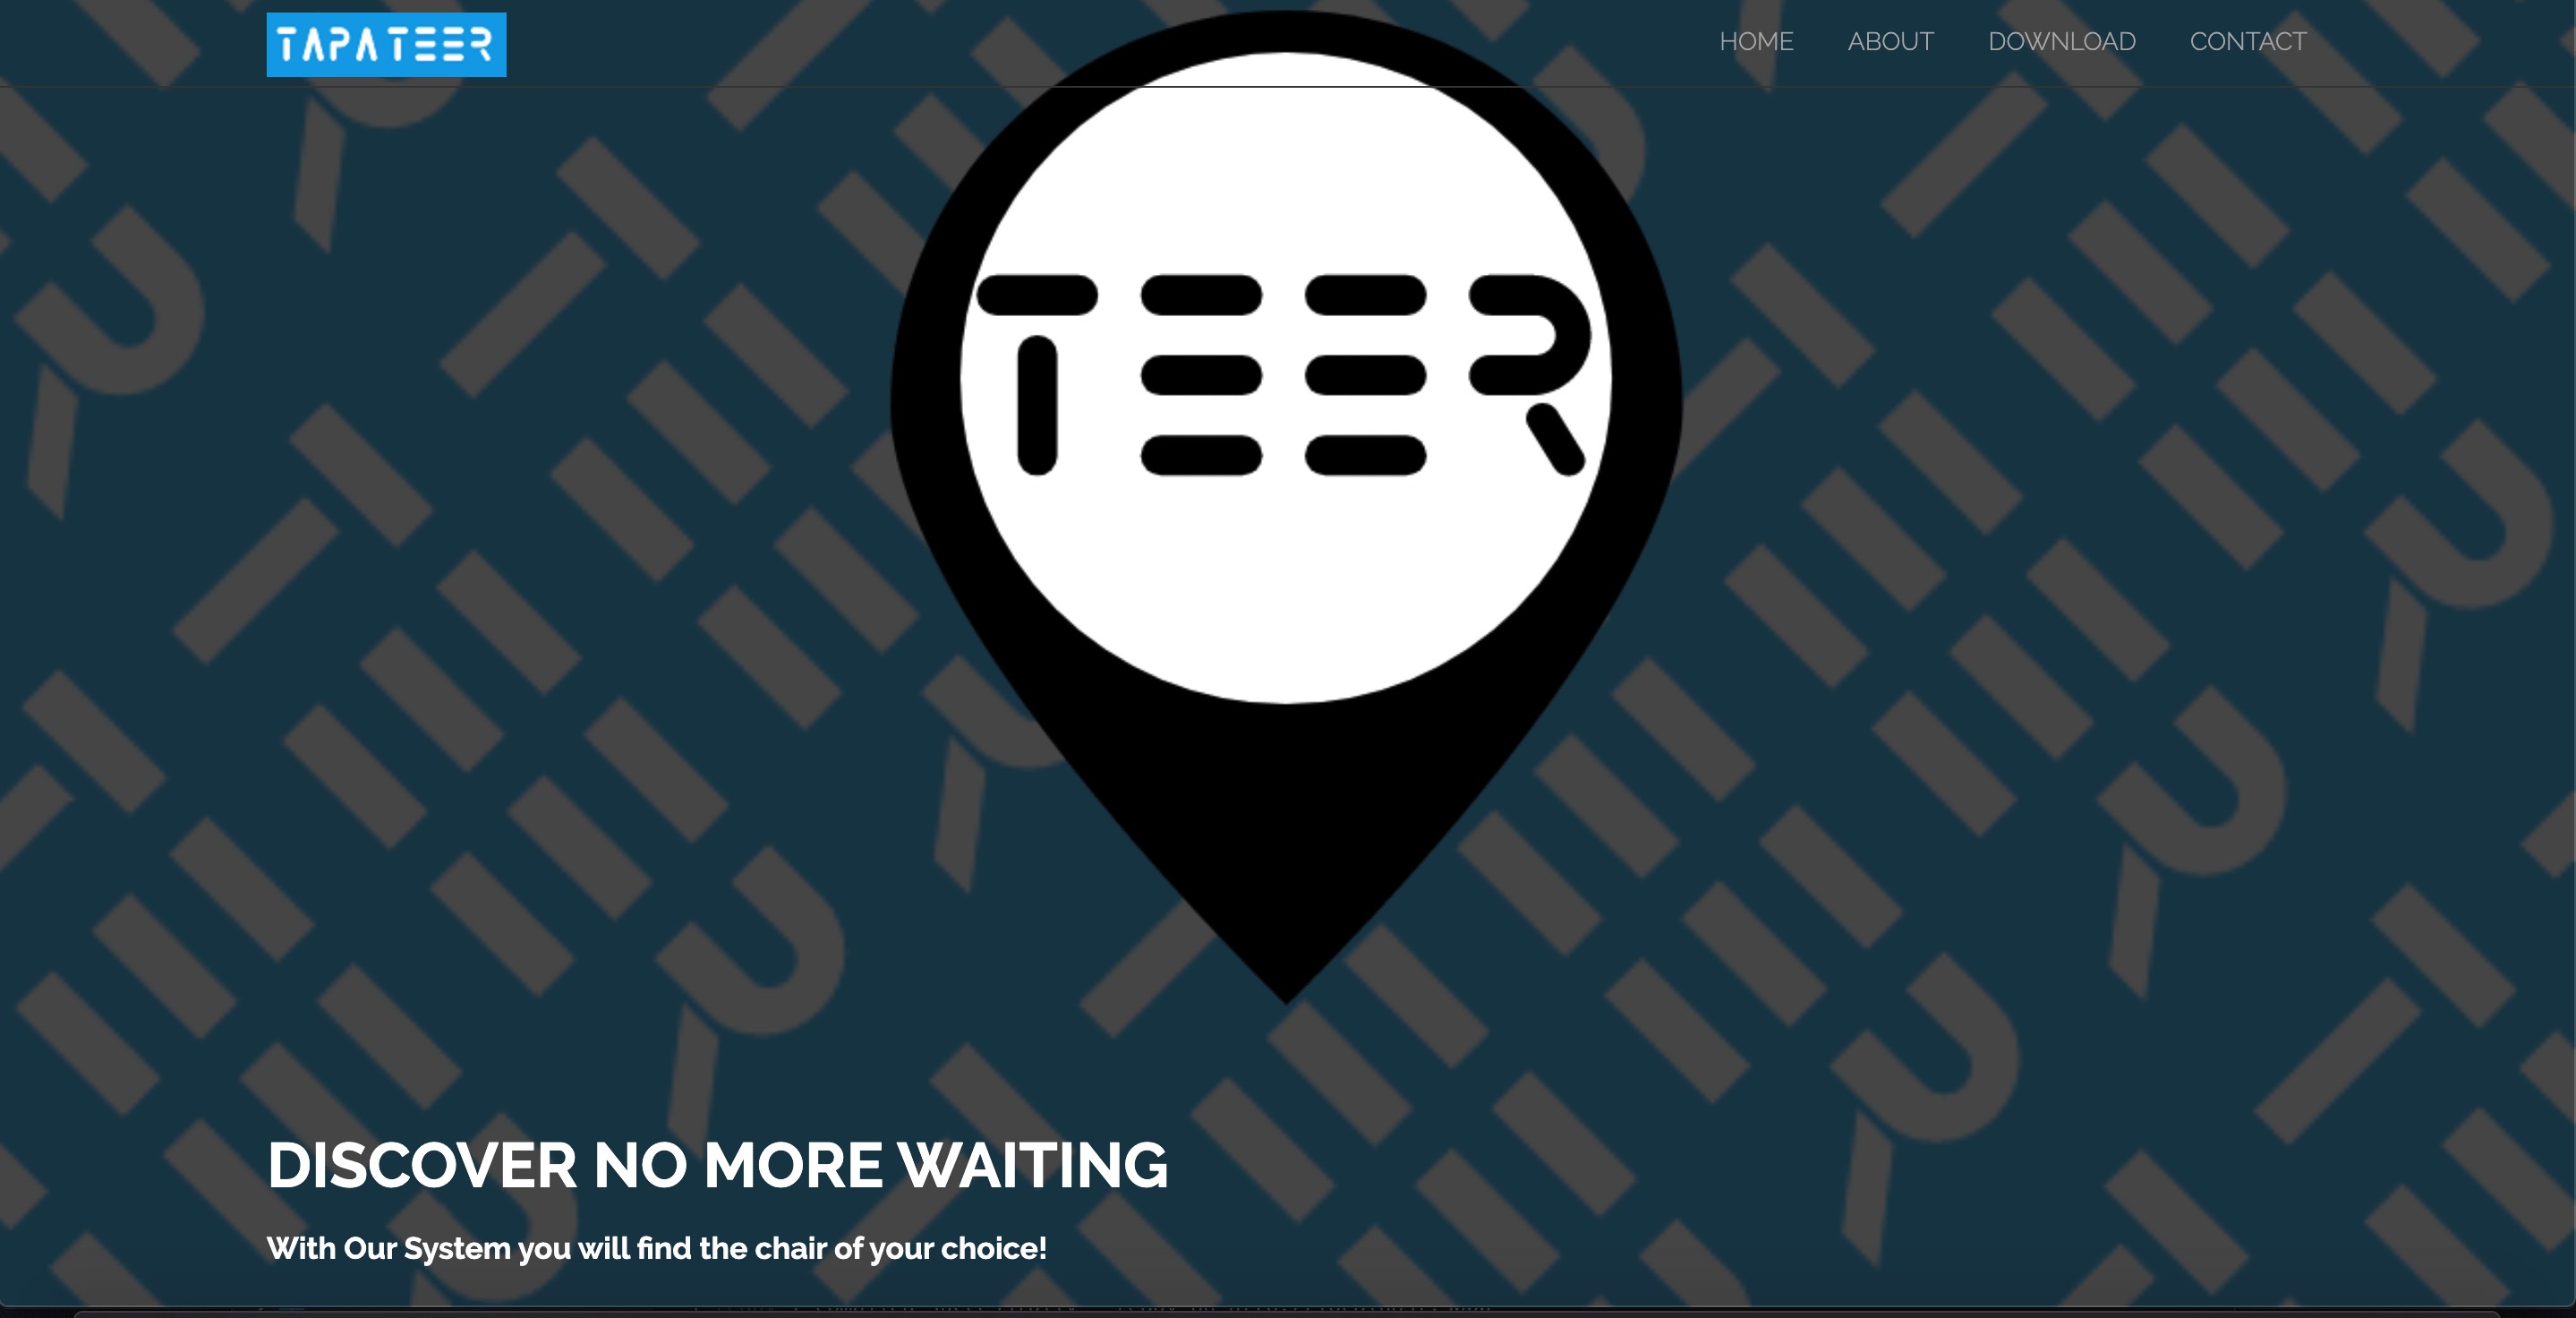 TAPATEER
HOME ABOUT DOWNLOAD CONTACT
TEER
DISCOVER NO MORE WAITING
With Our System you will find the chair of your choice!